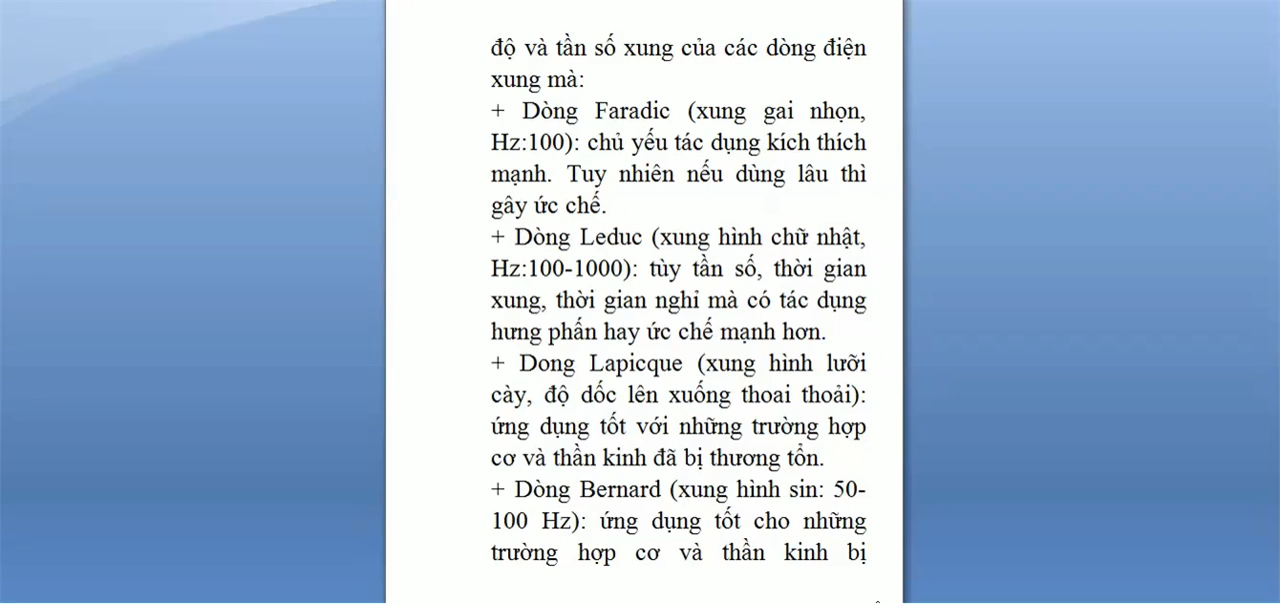 độ và tần số xung của các dòng điện
xung mà:
+ Dòng Faradic (xung gai nhọn,
Hz:100): chủ yếu tác dụng kích thích
mạnh. Tuy nhiên nếu dùng lâu thì
gây ức chế.
+ Dòng Leduc (xung hình chữ nhật,
Hz:100-1000): tùy tần số, thời gian
xung, thời gian nghỉ mà có tác dụng
hưng phấn hay ức chế mạnh hơn.
+ Dong Lapicque (xung hình lưỡi
cày, độ dốc lên xuống thoai thoải):
ứng dụng tốt với những trường hợp
cơ và thần kinh đã bị thương tổn.
+ Dòng Bernard (xung hình sin: 50-
100 Hz): ứng dụng tốt cho những
trường hợp cơ và thần kinh bị